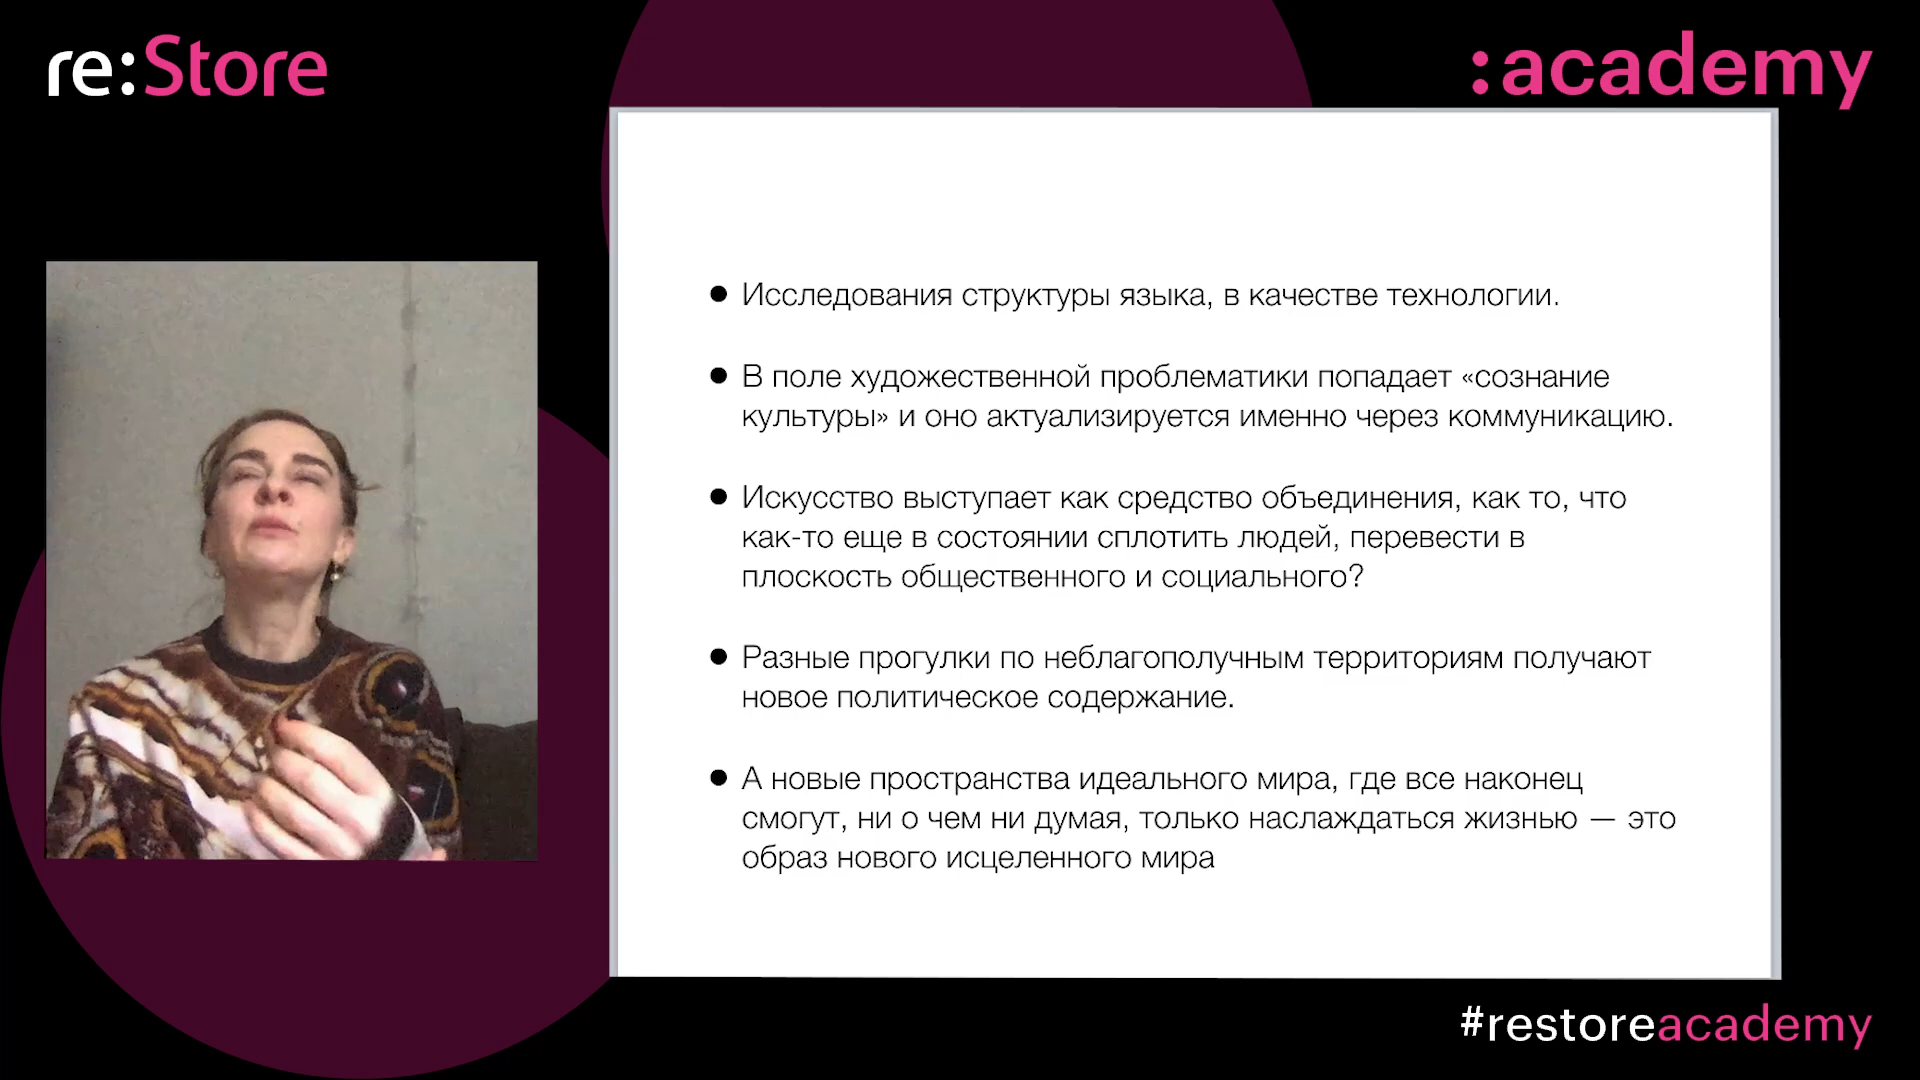 re:Store
:academy
● Исследования структуры языка, в качестве технологии.
● В поле художественной проблематики попадает «сознание
культуры» и оно актуализируется именно через коммуникацию.
● Искусство выступает как средство объединения, как то, что
как-то еще в состоянии сплотить людей, перевести в
плоскость общественного и социального?
● Разные прогулки по неблагополучным территориям получают
новое политическое содержание.
● А новые пространства идеального мира, где все наконец
смогут, ни о чем ни думая, только наслаждаться жизнью — это
образ нового исцеленного мира
#restoreacademy